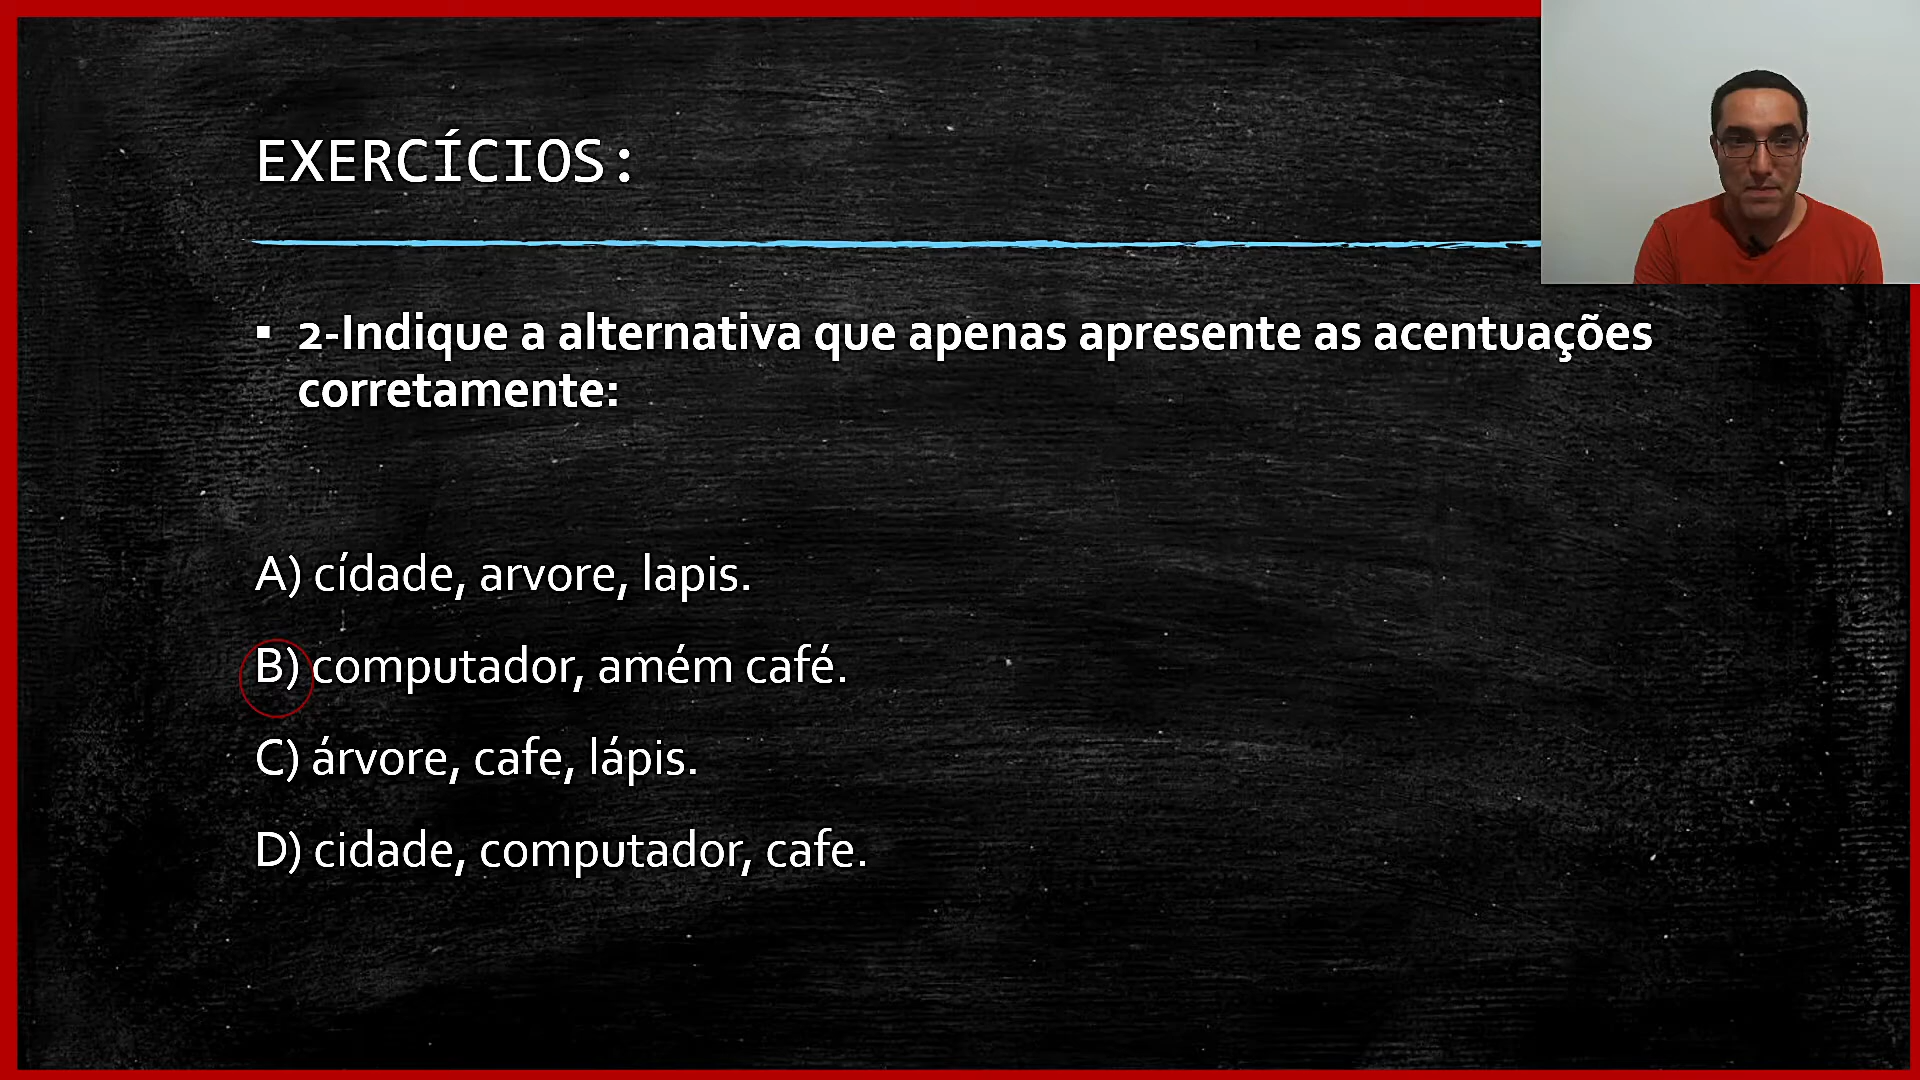 EXERCÍCIOS:
▪ 2-Indique a alternativa que apenas apresente as acentuações
corretamente:
A) cídade, arvore, lapis.
B) computador, amém café.
C) árvore, cafe, lápis.
D) cidade, computador, cafe.